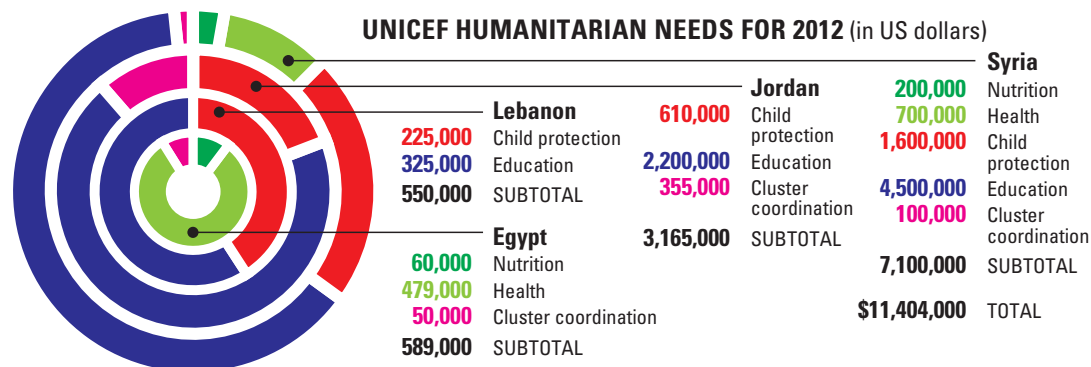 UNICEF HUMANITARIAN NEEDS FOR 2012 (in US dollars)
Lebanon
225,000 Child protection
325,000 Education
550,000 SUBTOTAL
Egypt
60,000 Nutrition
479,000 Health
50,000 Cluster coordination
589,000 SUBTOTAL
Jordan
610,000 Child
protection
2,200,000 Education
355,000 Cluster
coordination
3,165,000 SUBTOTAL
Syria
200,000 Nutrition
700,000 Health
1,600,000 Child
protection
4,500,000 Education
100,000 Cluster
coordination
7,100,000 SUBTOTAL
$11,404,000 TOTAL